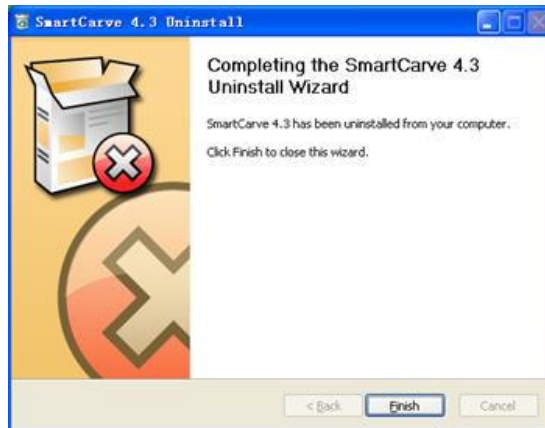 SmartCarve 4.3 Uninstall
Completing the SmartCarve 4.3
Uninstall Wizard
SmartCarve 4.3 has been uninstalled from your computer.
Click Finish to close this wizard.
< Back
Finish
Cancel